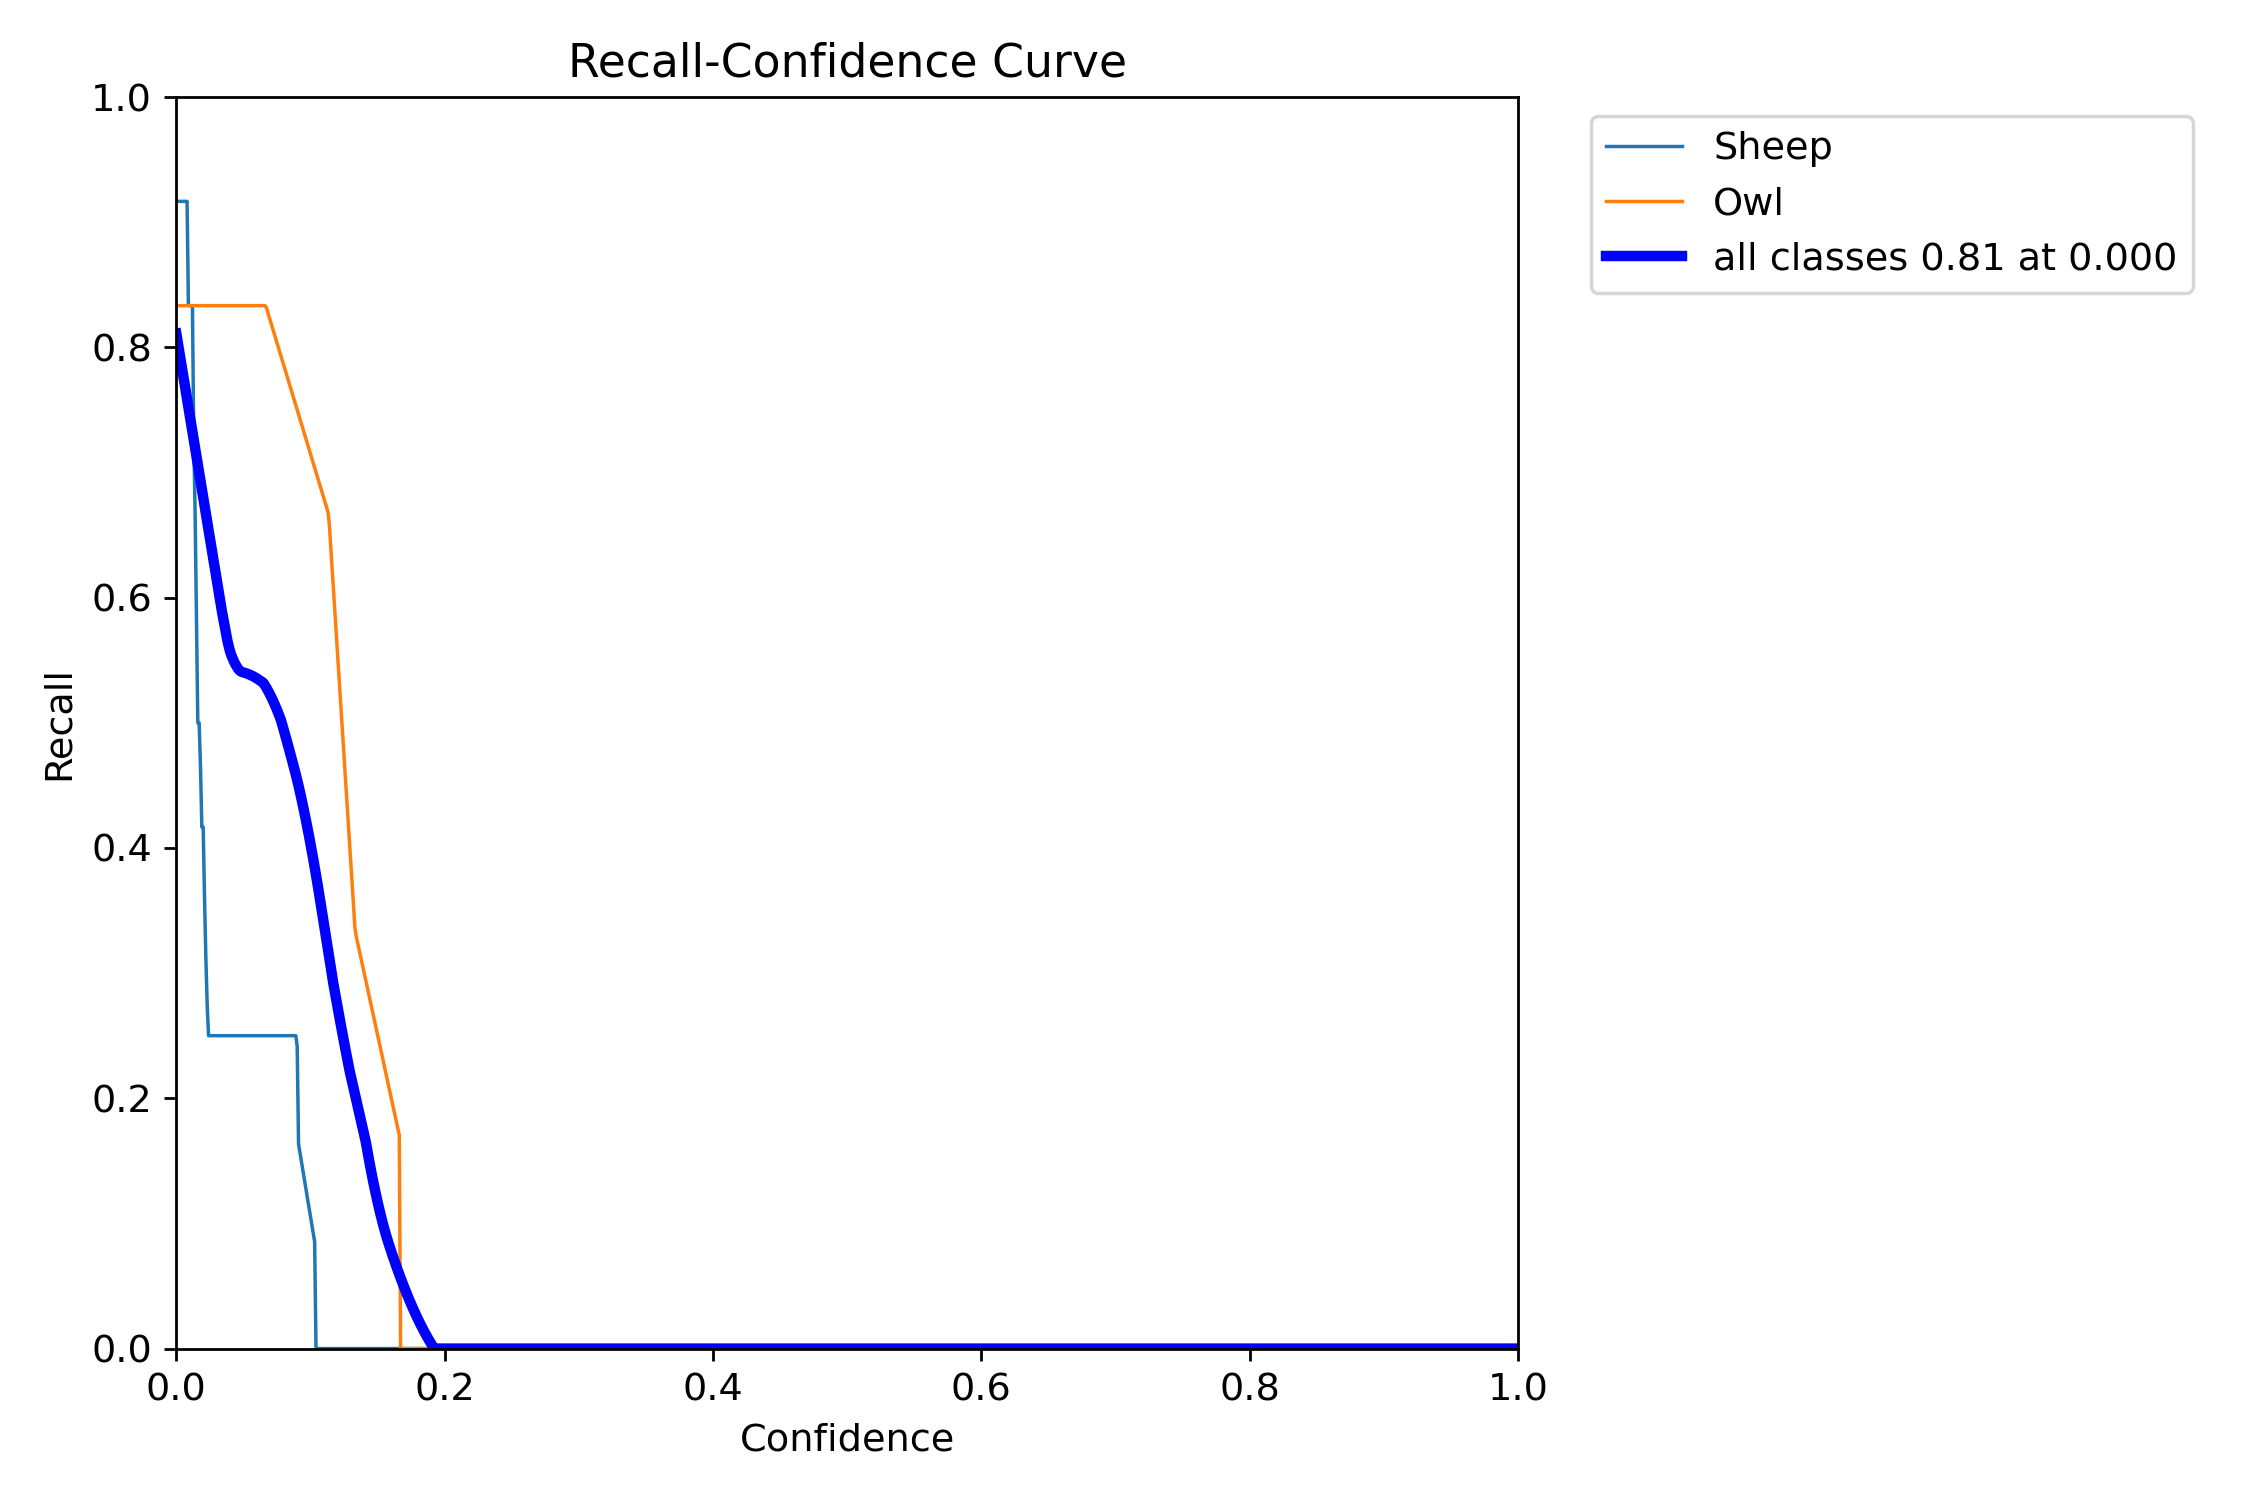 Recall-Confidence Curve
1.0
0.8
0.6
0.4
0.2
0.0
Recall
0.0 0.2 0.4 0.6 0.8 1.0
Confidence
Sheep
Owl
all classes 0.81 at 0.000